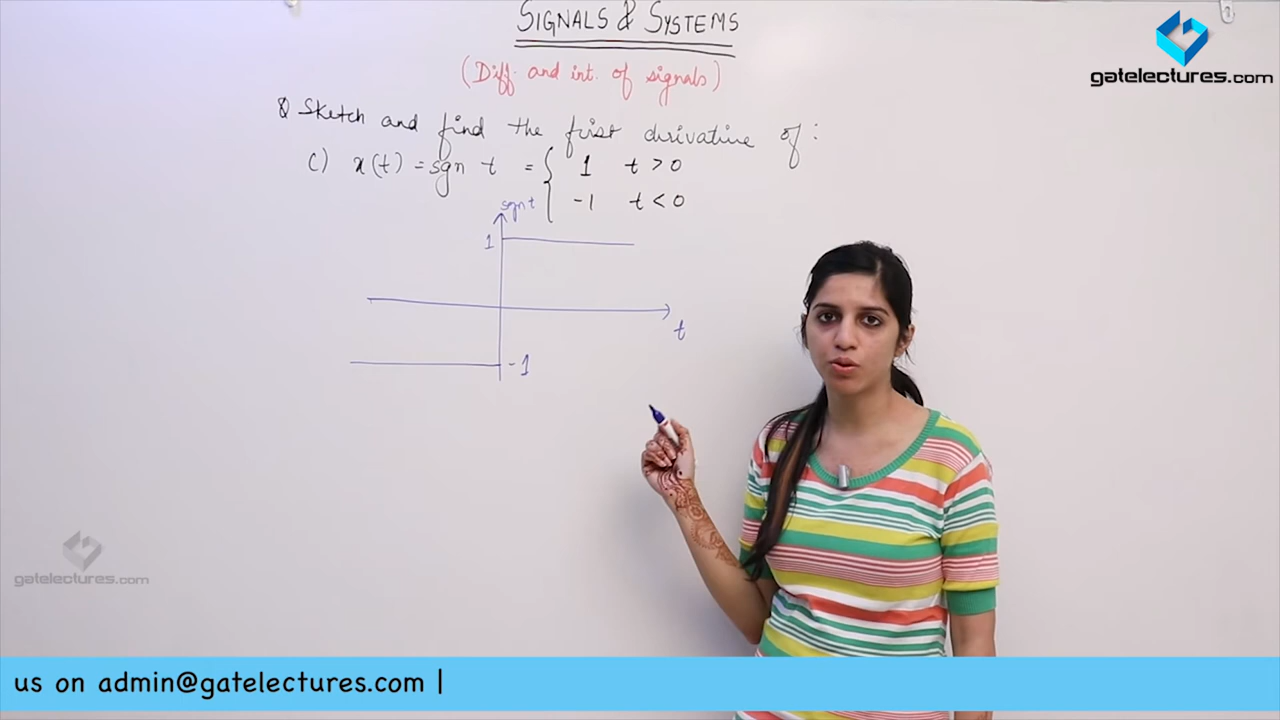 SIGNALS & SYSTEMS
(Diff. and int. of signals)
Q Sketch and find the first derivative of :
c) x(t) = sgn t = { 1 t > 0
-1 t < 0
sgn t
1
t
-1
gatelectures.com
gatelectures.com
us on admin@gatelectures.com |